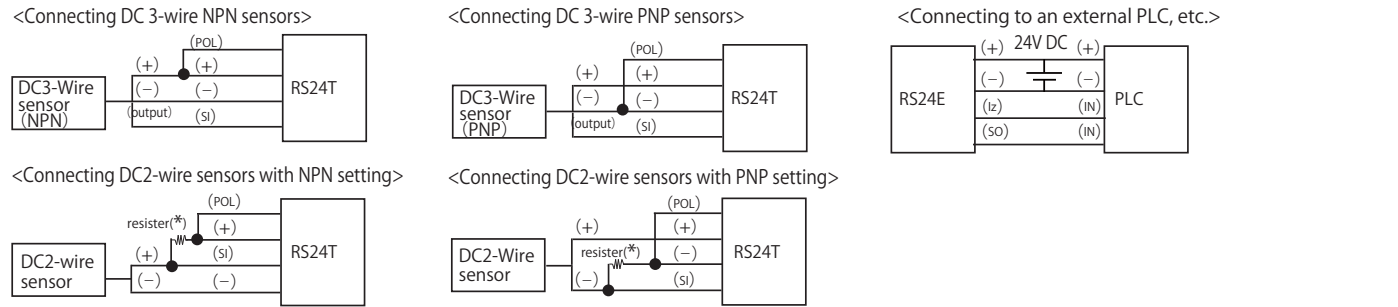 <Connecting DC 3-wire NPN sensors>
(POL)
(+) (+)
DC3-Wire
sensor
(NPN)
(−) (−)
(output) (SI)
RS24T
<Connecting DC 3-wire PNP sensors>
(POL)
(+) (+)
DC3-Wire
sensor
(PNP)
(−) (−)
(output) (SI)
RS24T
<Connecting to an external PLC, etc.>
(+) 24V DC (+)
(−) (−)
RS24E
PLC
(Iz) (IN)
(SO) (IN)
<Connecting DC2-wire sensors with NPN setting>
(POL)
resister(*) (+)
DC2-wire
sensor
(+) (SI)
(−) (−)
RS24T
<Connecting DC2-wire sensors with PNP setting>
(POL)
(+) (+)
DC2-Wire
sensor
resister(*) (−)
(−) (SI)
RS24T